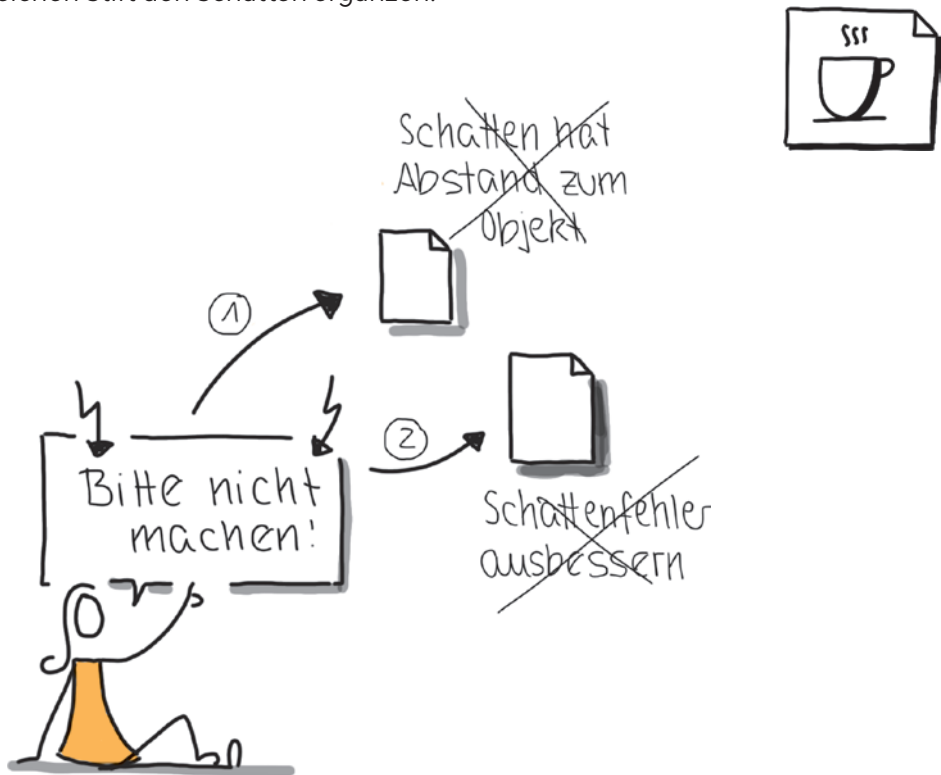 Schatten hat
Abstand zum
Objekt
1
2
Bitte nicht
machen!
Schattenfehler
ausbessern